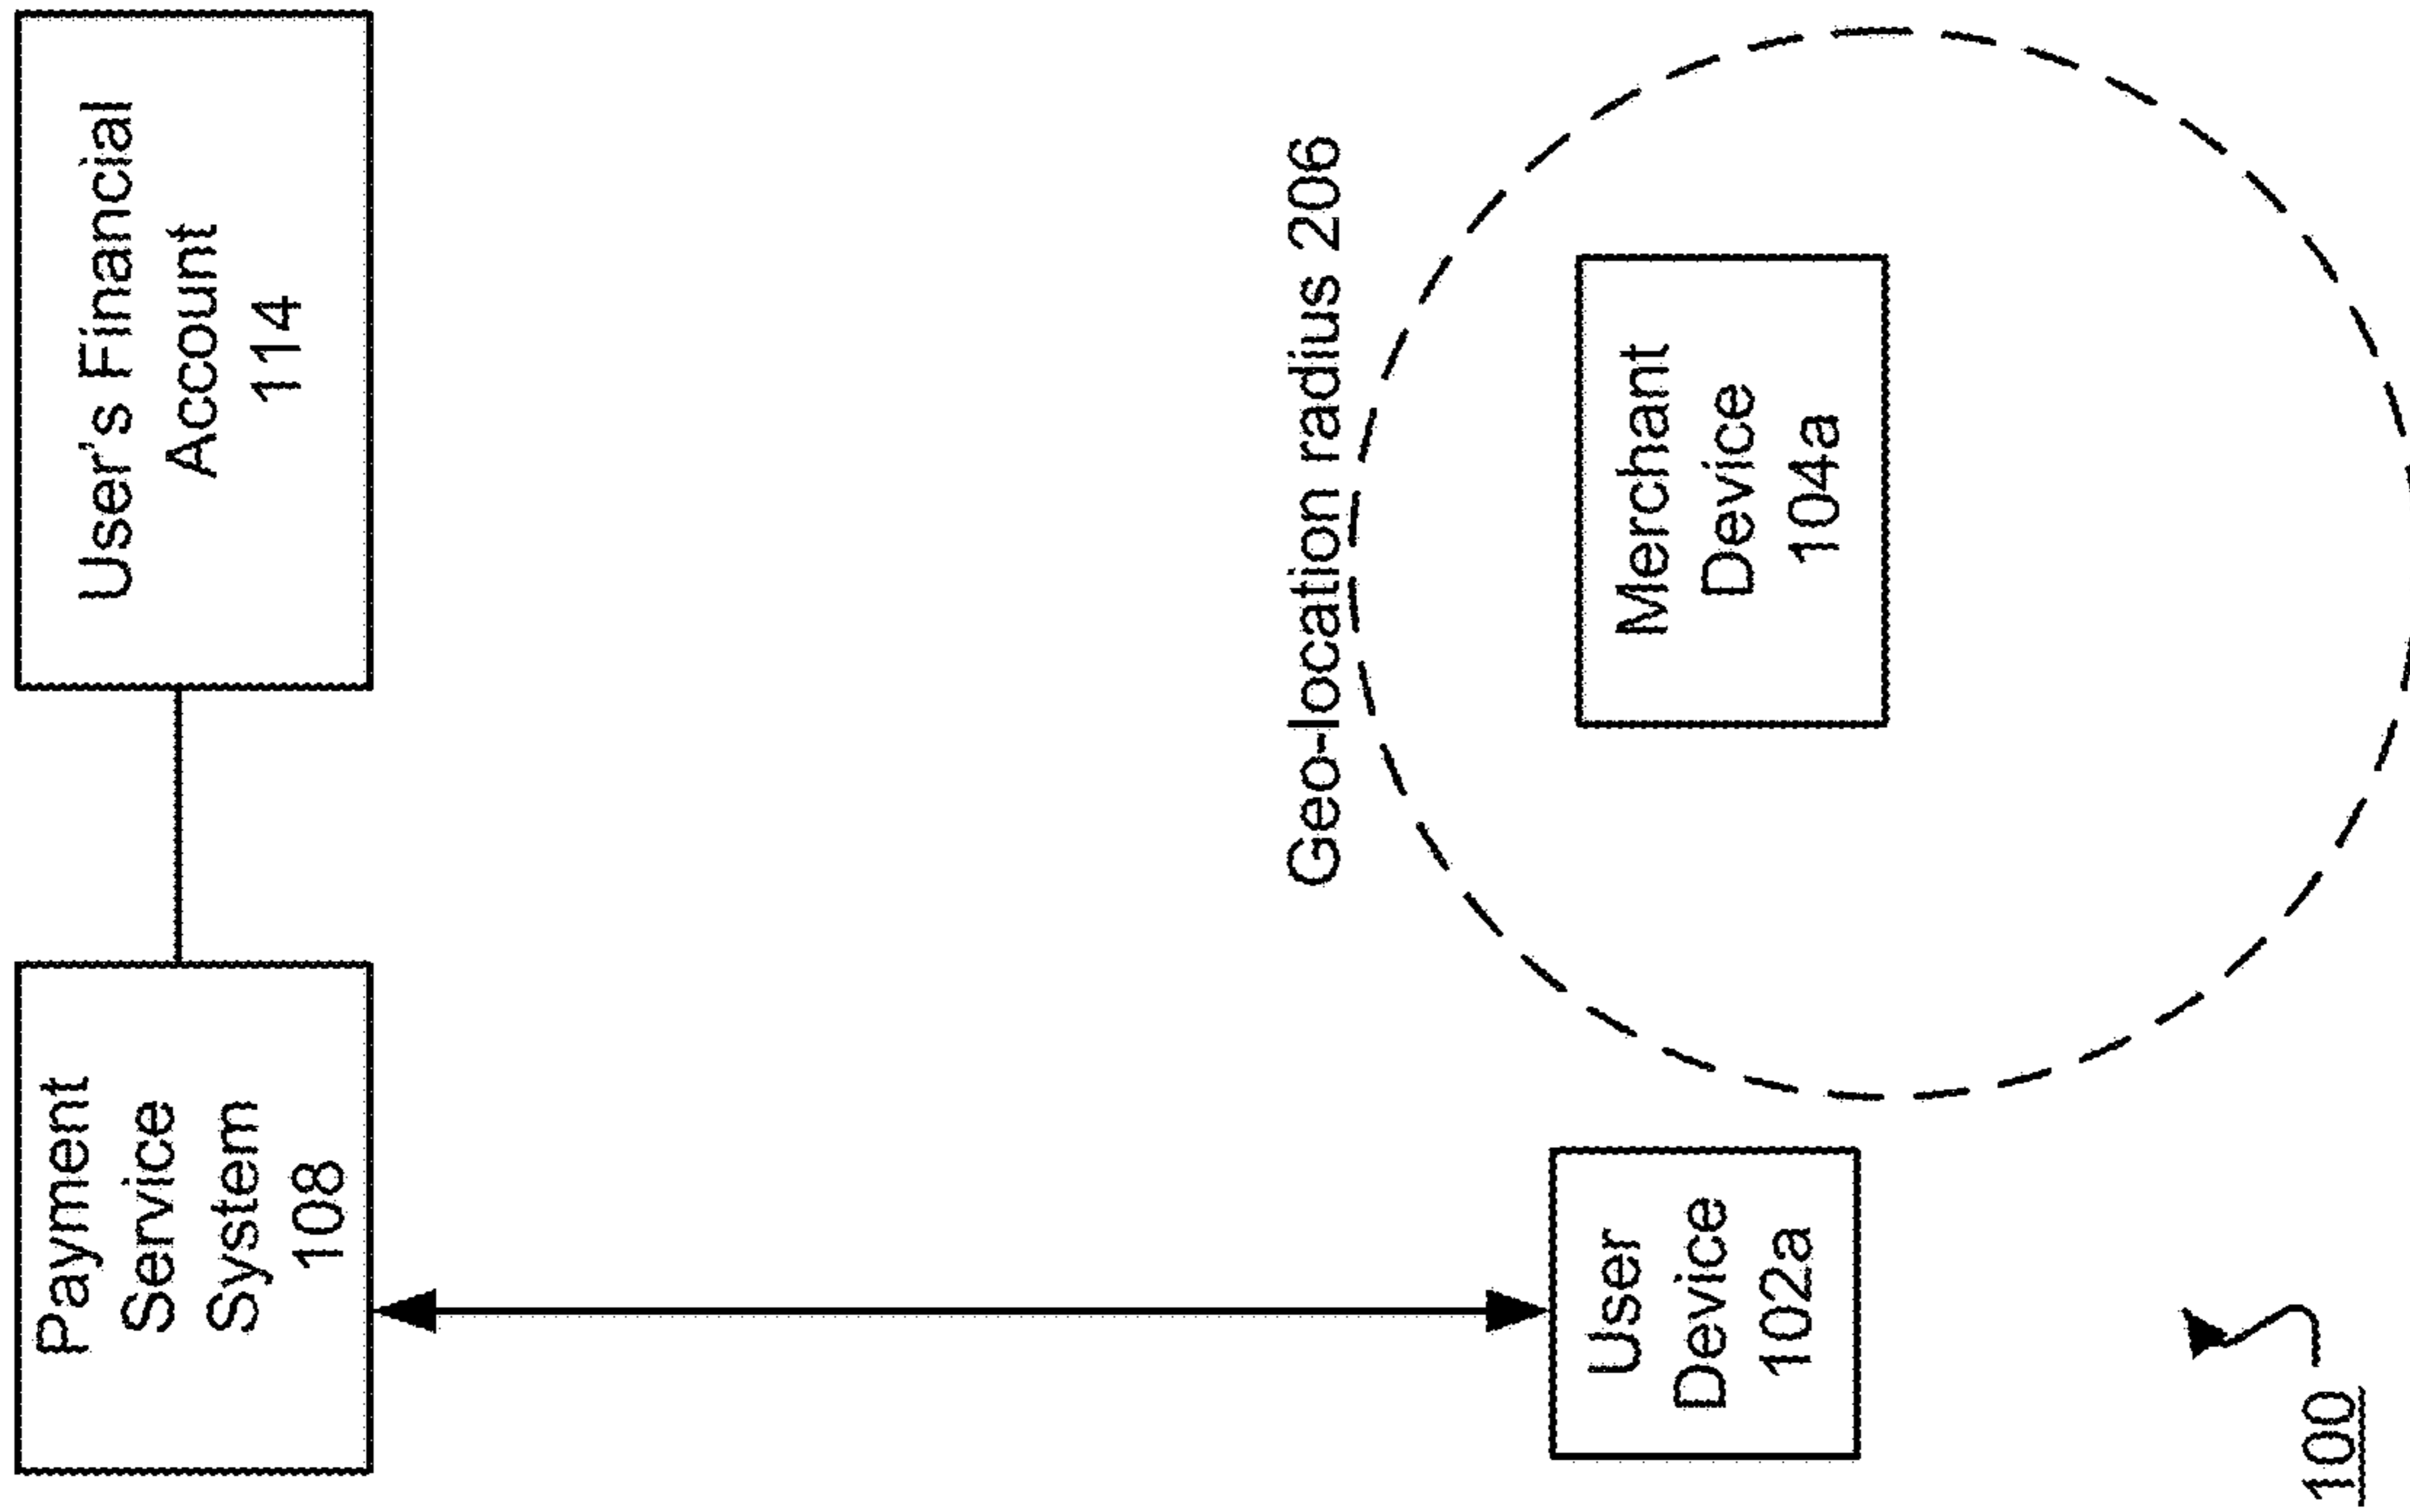 Payment
Service
System
108
User's Financial
Account
114
Geo-location radius 206
User
Device
102a
Merchant
Device
104a
100